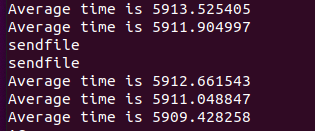 Average time is 5913.525405
Average time is 5911.904997
sendfile
sendfile
Average time is 5912.661543
Average time is 5911.048847
Average time is 5909.428258